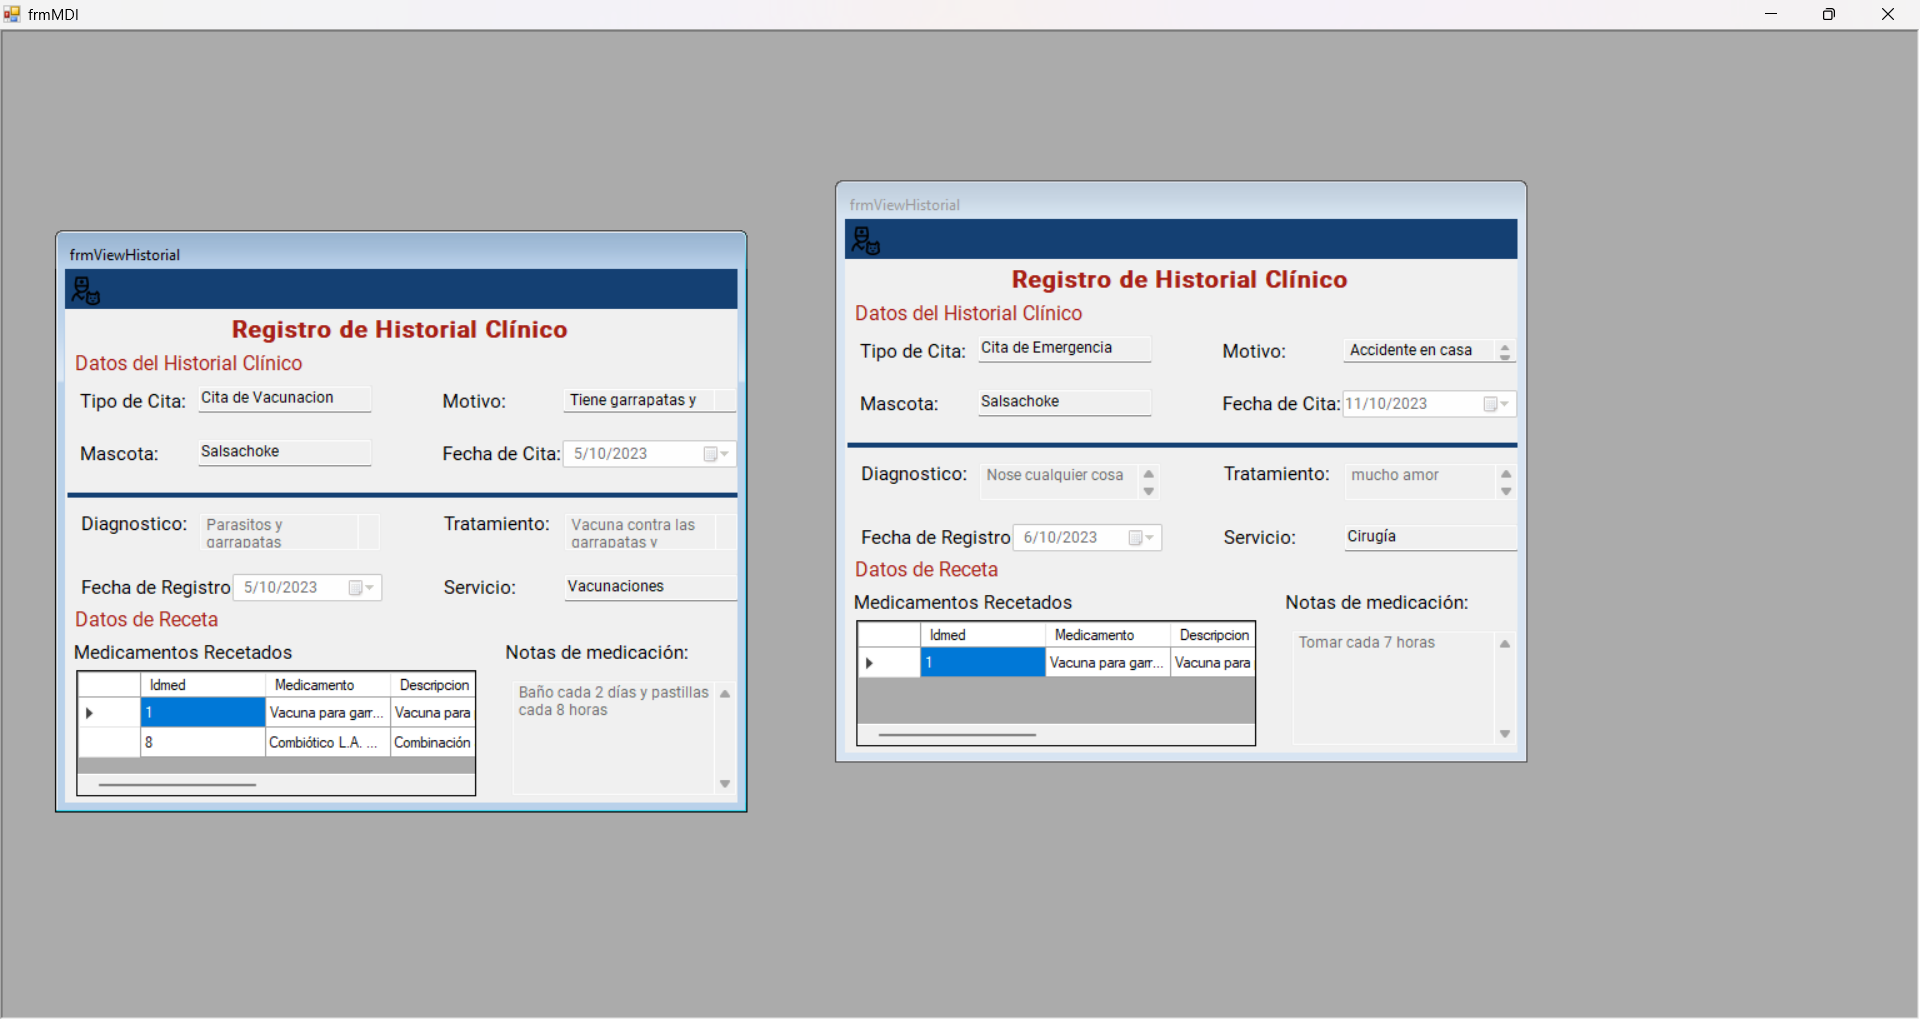 frmMDI
frmViewHistorial
Registro de Historial Clínico
Datos del Historial Clínico
Tipo de Cita: Cita de Vacunacion Motivo: Tiene garrapatas y
Mascota: Salsachoke Fecha de Cita: 5/10/2023
Diagnostico: Parasitos y garrapatas Tratamiento: Vacuna contra las garrapatas y
Fecha de Registro 5/10/2023 Servicio: Vacunaciones
Datos de Receta
Medicamentos Recetados Notas de medicación:
Idmed Medicamento Descripcion
1 Vacuna para garr... Vacuna para
8 Combiótico L.A. ... Combinación
Baño cada 2 días y pastillas
cada 8 horas
frmViewHistorial
Registro de Historial Clínico
Datos del Historial Clínico
Tipo de Cita: Cita de Emergencia Motivo: Accidente en casa
Mascota: Salsachoke Fecha de Cita: 11/10/2023
Diagnostico: Nose cualquier cosa Tratamiento: mucho amor
Fecha de Registro 6/10/2023 Servicio: Cirugía
Datos de Receta
Medicamentos Recetados Notas de medicación:
Idmed Medicamento Descripcion
1 Vacuna para garr... Vacuna para
Tomar cada 7 horas